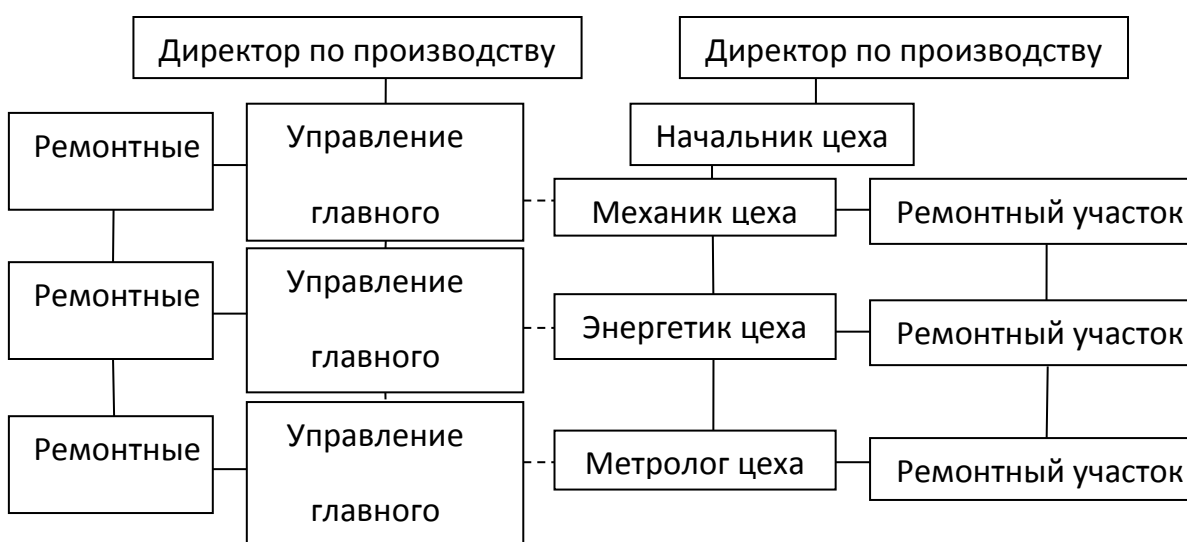 Директор по производству
Директор по производству
Ремонтные
Управление
главного
Начальник цеха
Механик цеха
Ремонтный участок
Ремонтные
Управление
главного
Энергетик цеха
Ремонтный участок
Ремонтные
Управление
главного
Метролог цеха
Ремонтный участок